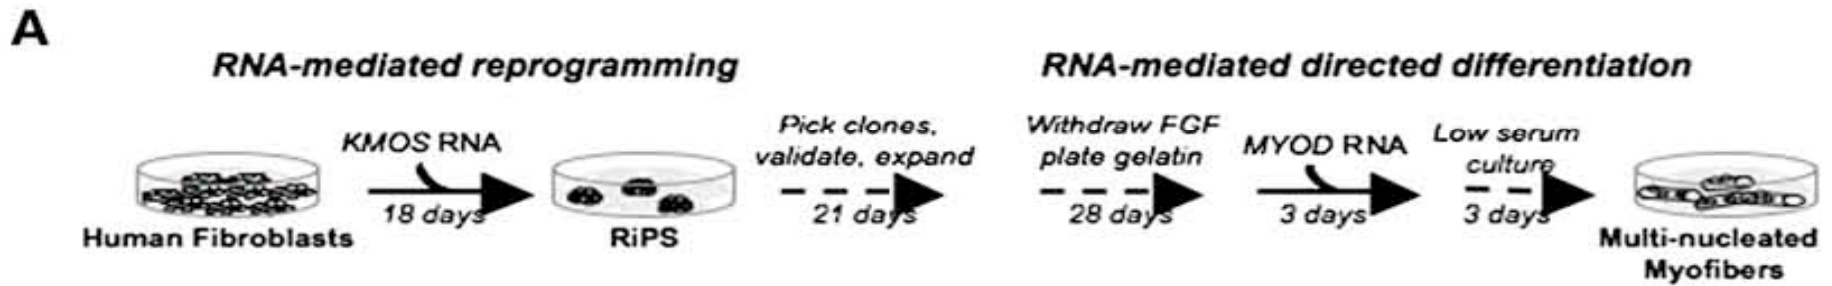 A
RNA-mediated reprogramming
RNA-mediated directed differentiation
KMOS RNA
18 days
Human Fibroblasts
RiPS
Pick clones,
validate, expand
21 days
Withdraw FGF
plate gelatin
28 days
MYOD RNA
3 days
Low serum
culture
3 days
Multi-nucleated
Myofibers